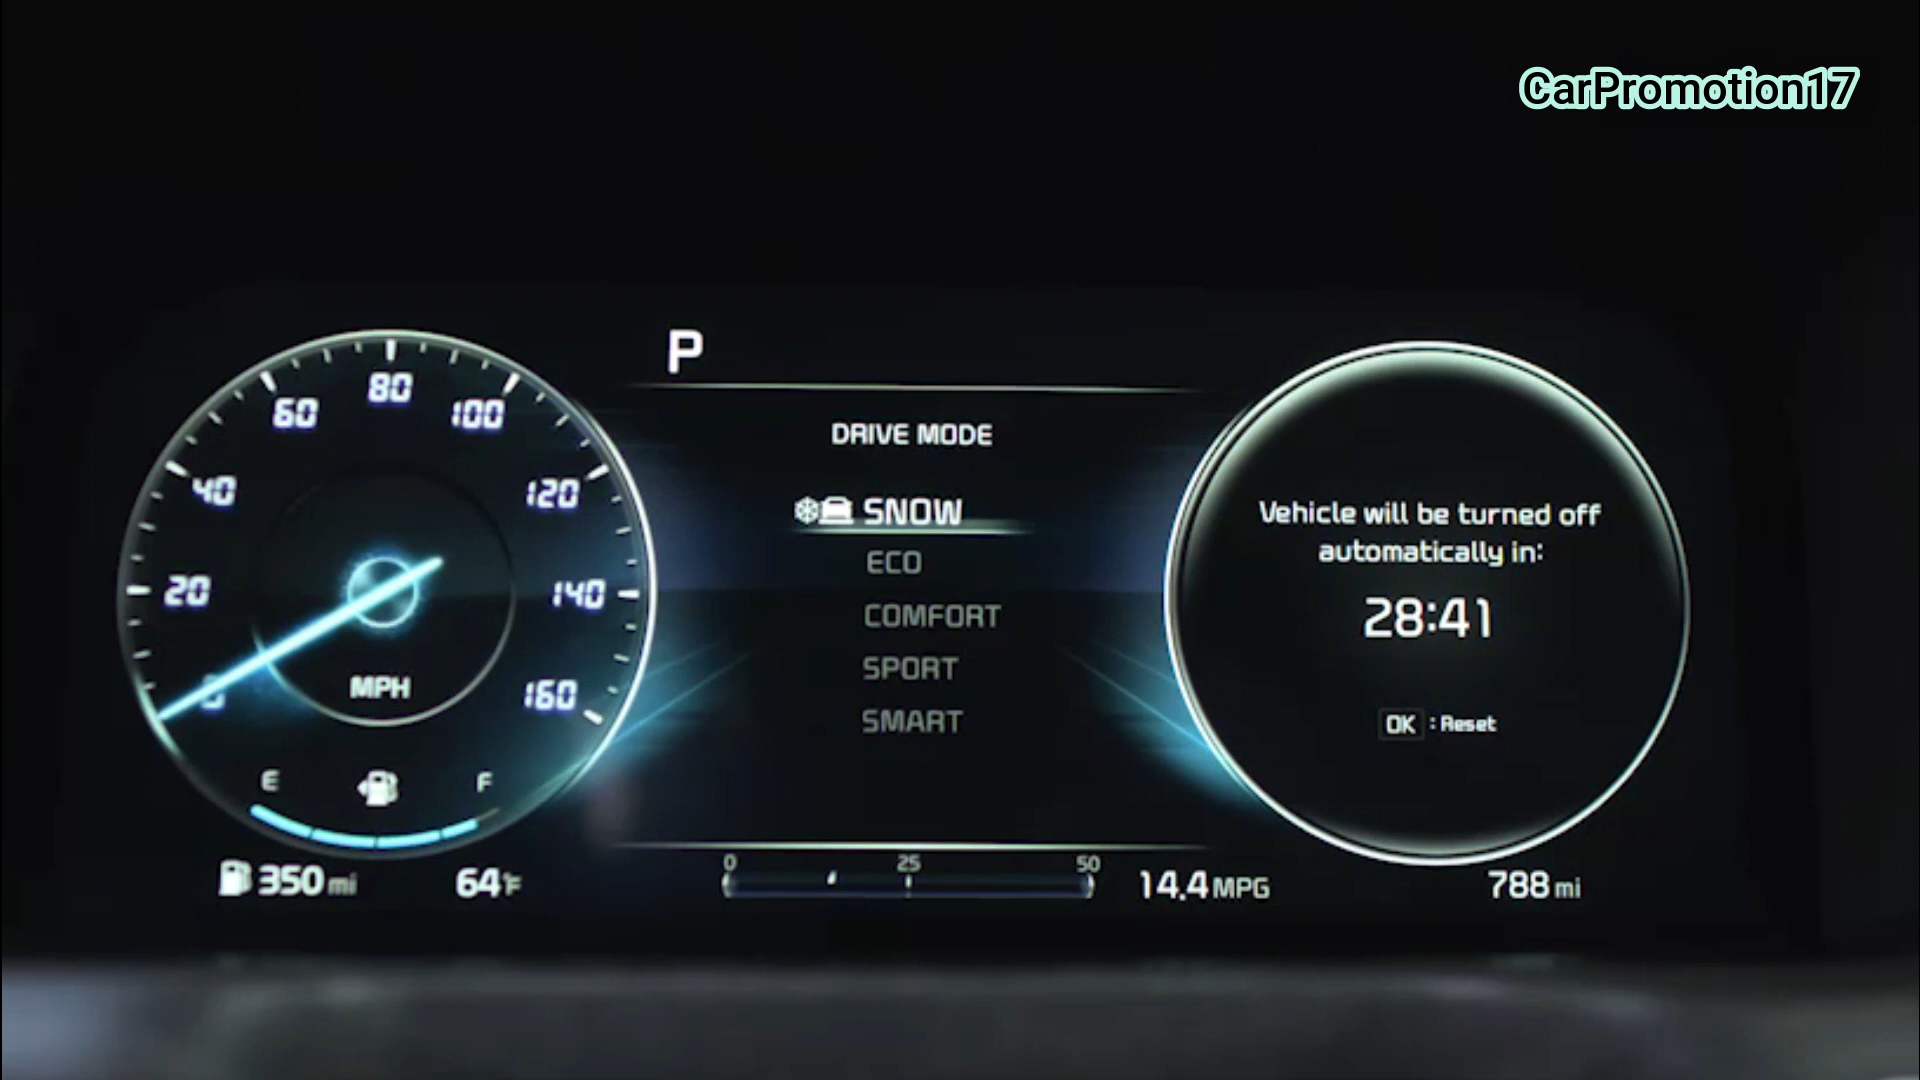 CarPromotion17
P
80
60
100
40
120
20
140
0
160
MPH
E
F
350 mi
64°F
DRIVE MODE
SNOW
ECO
COMFORT
SPORT
SMART
0 25 50
14.4 MPG
Vehicle will be turned off
automatically in:
28:41
OK : Reset
788 mi